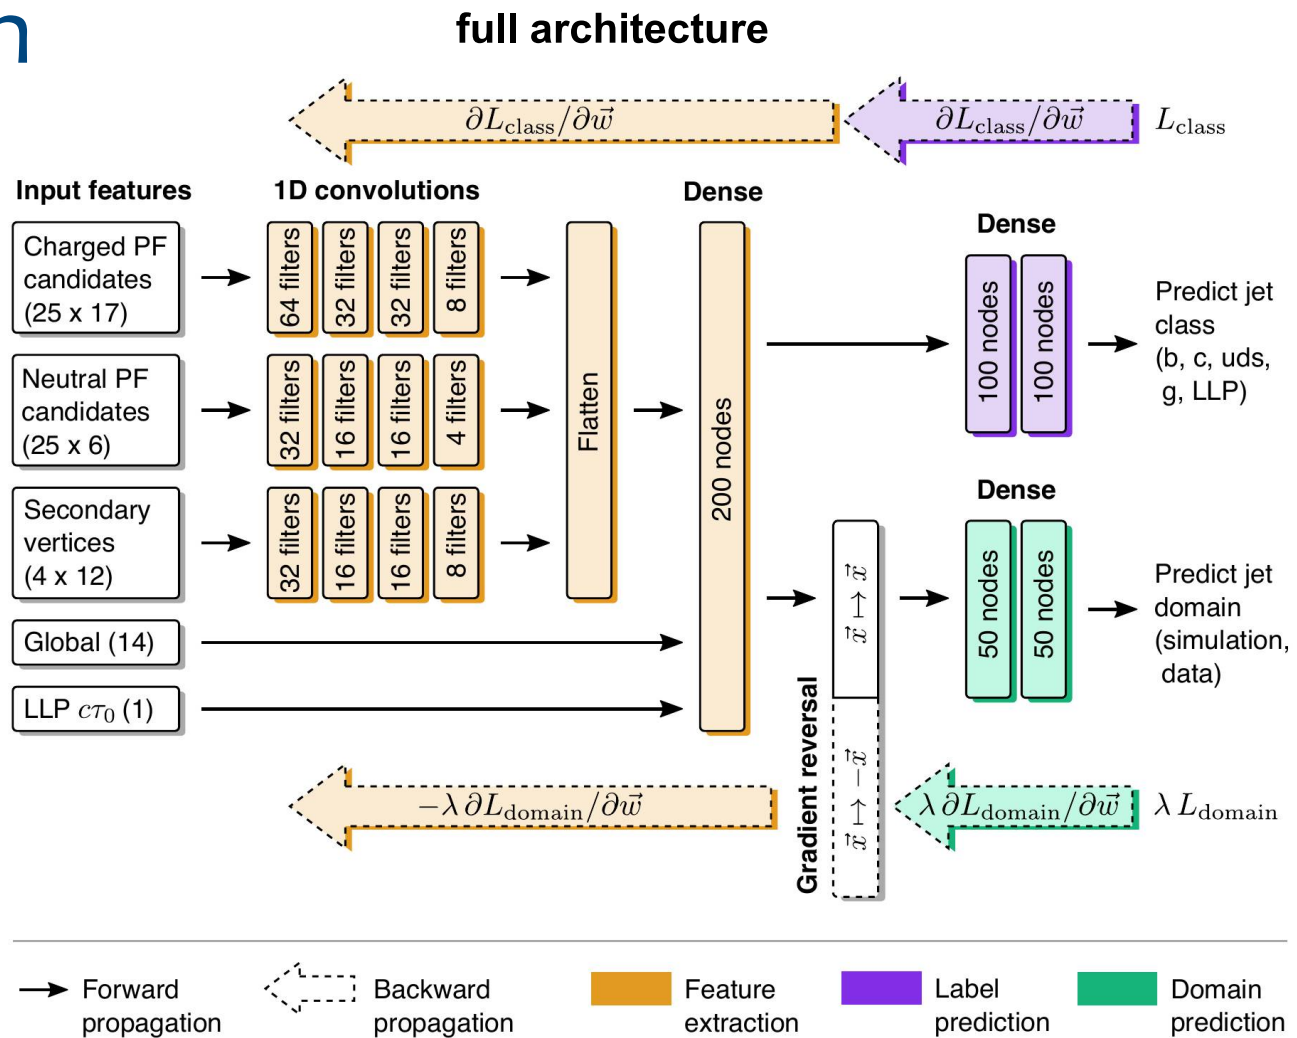 n
full architecture
∂L_class/∂w⃗
∂L_class/∂w⃗
L_class
Input features
1D convolutions
Dense
Dense
Charged PF
candidates
(25 x 17)
64 filters
32 filters
32 filters
8 filters
Neutral PF
candidates
(25 x 6)
32 filters
16 filters
16 filters
4 filters
Secondary
vertices
(4 x 12)
32 filters
16 filters
16 filters
8 filters
Global (14)
LLP cτ₀ (1)
Flatten
200 nodes
100 nodes
100 nodes
Predict jet
class
(b, c, uds,
g, LLP)
Dense
x⃗ ↦ x⃗
50 nodes
50 nodes
Predict jet
domain
(simulation,
data)
Gradient reversal
x⃗ ↦ −x⃗
−λ ∂L_domain/∂w⃗
λ ∂L_domain/∂w⃗
λ L_domain
Forward
propagation
Backward
propagation
Feature
extraction
Label
prediction
Domain
prediction